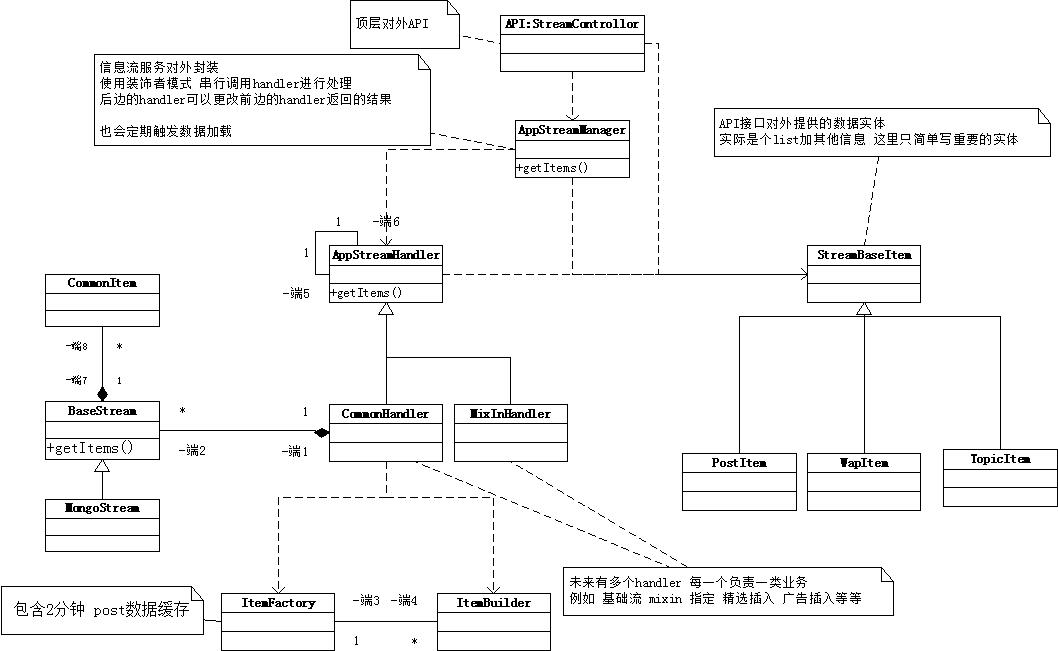 顶层对外API
API:StreamControllor
信息流服务对外封装
使用装饰者模式 串行调用handler进行处理
后边的handler可以更改前边的handler返回的结果
也会定期触发数据加载
AppStreamManager
+getItems()
API接口对外提供的数据实体
实际是个list加其他信息 这里只简单写重要的实体
1
-端6
1
AppStreamHandler
+getItems()
-端5
StreamBaseItem
CommonItem
-端8
*
-端7
1
BaseStream
+getItems()
*
-端2
1
-端1
CommonHandler
MixInHandler
PostItem
WapItem
TopicItem
MongoStream
未来有多个handler 每一个负责一类业务
例如 基础流 mixin 指定 精选插入 广告插入等等
包含2分钟 post数据缓存
ItemFactory
-端3
-端4
1
*
ItemBuilder